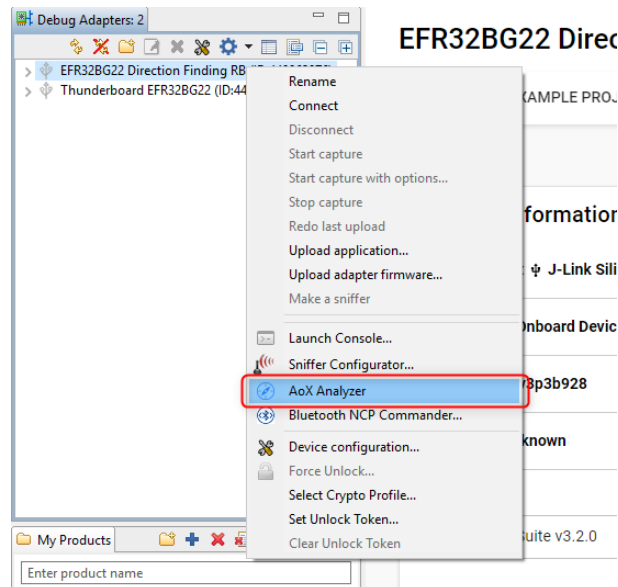 Debug Adapters: 2
EFR32BG22 Direc
EFR32BG22 Direction Finding RB
Thunderboard EFR32BG22 (ID:44
Rename
Connect
Disconnect
Start capture
Start capture with options...
Stop capture
Redo last upload
Upload application...
Upload adapter firmware...
Make a sniffer
Launch Console...
Sniffer Configurator...
AoX Analyzer
Bluetooth NCP Commander...
Device configuration...
Force Unlock...
Select Crypto Profile...
Set Unlock Token...
Clear Unlock Token
XAMPLE PROJ
formation
J-Link Sili
Onboard Devic
v3p3b928
known
Suite v3.2.0
My Products
Enter product name